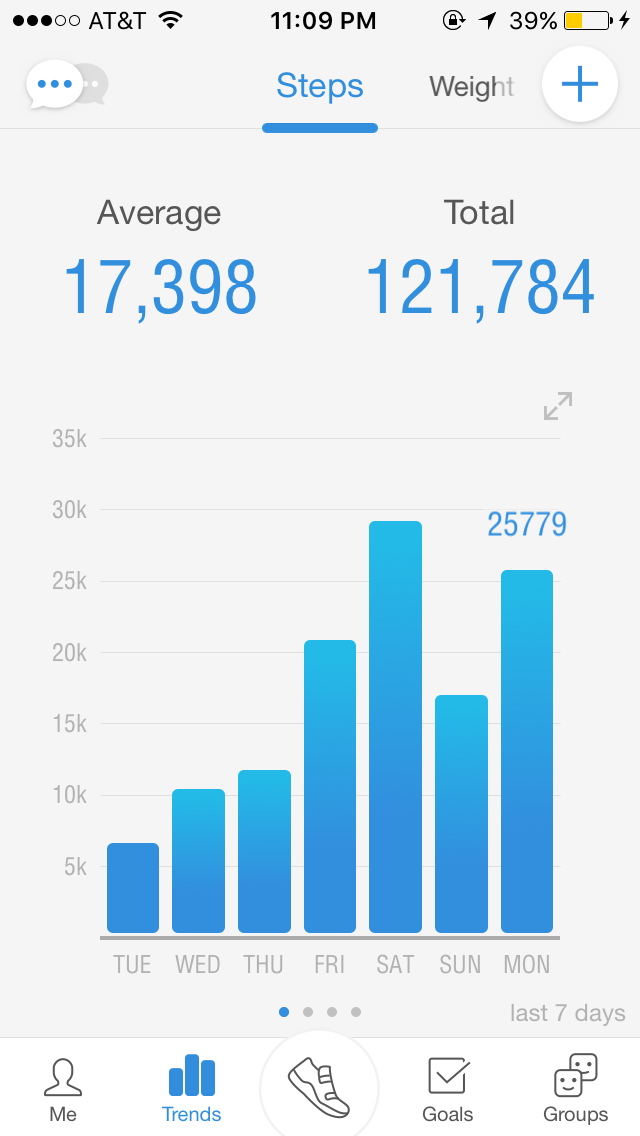 AT&T 11:09 PM 39%
Steps Weight
Average Total
17,398 121,784
35k
30k
25779
25k
20k
15k
10k
5k
TUE WED THU FRI SAT SUN MON
last 7 days
Me Trends Goals Groups